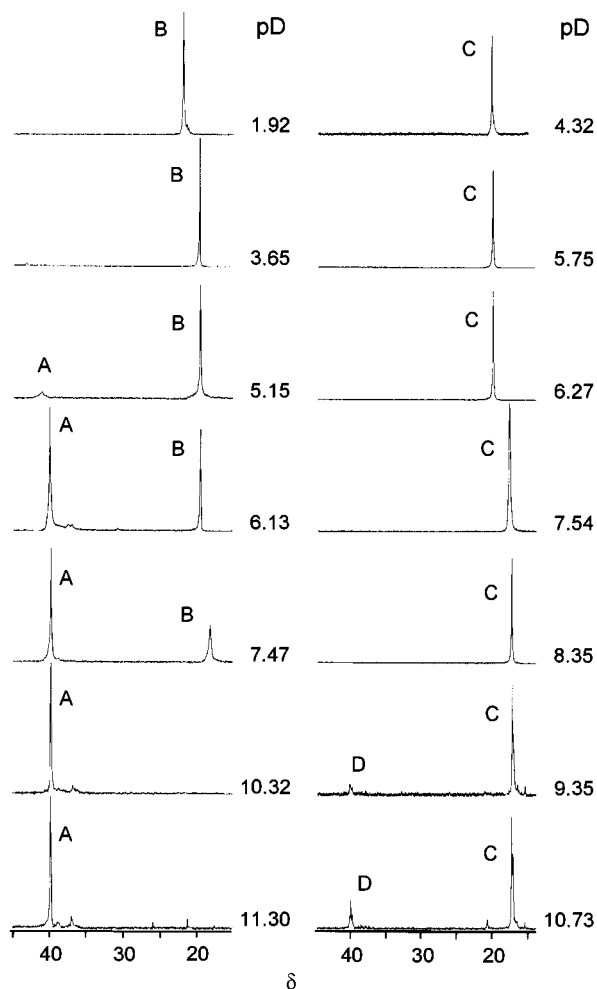 B pD C pD
1.92 4.32
B C
3.65 5.75
A B C
5.15 6.27
A B C
6.13 7.54
A B C
7.47 8.35
A D C
10.32 9.35
A D C
11.30 10.73
40 30 20 40 30 20
δ